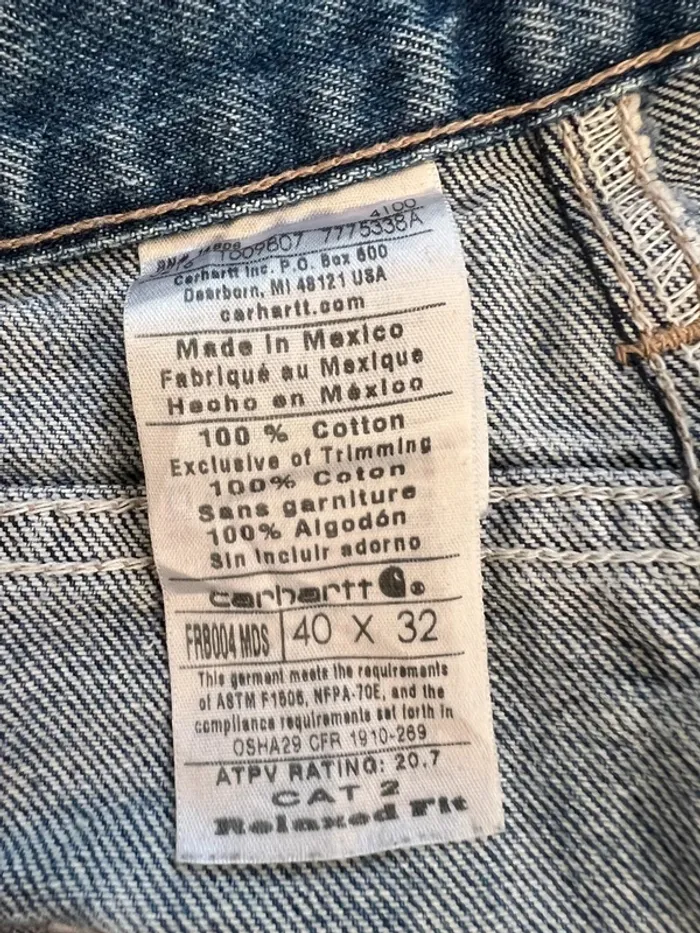 4100
1009807 7775338A
Carhartt Inc. P.O. Box 600
Dearborn, MI 48121 USA
carhartt.com
Made in Mexico
Fabriqué au Mexique
Hecho en México
100 % Cotton
Exclusive of Trimming
100% Coton
Sans garniture
100% Algodón
Sin incluir adorno
carhartt ®
FRB004 MDS 40 X 32
This garment meets the requirements
of ASTM F1506, NFPA-70E, and the
compliance requirements set forth in
OSHA29 CFR 1910-269
ATPV RATING: 20.7
CAT 2
Relaxed Fit